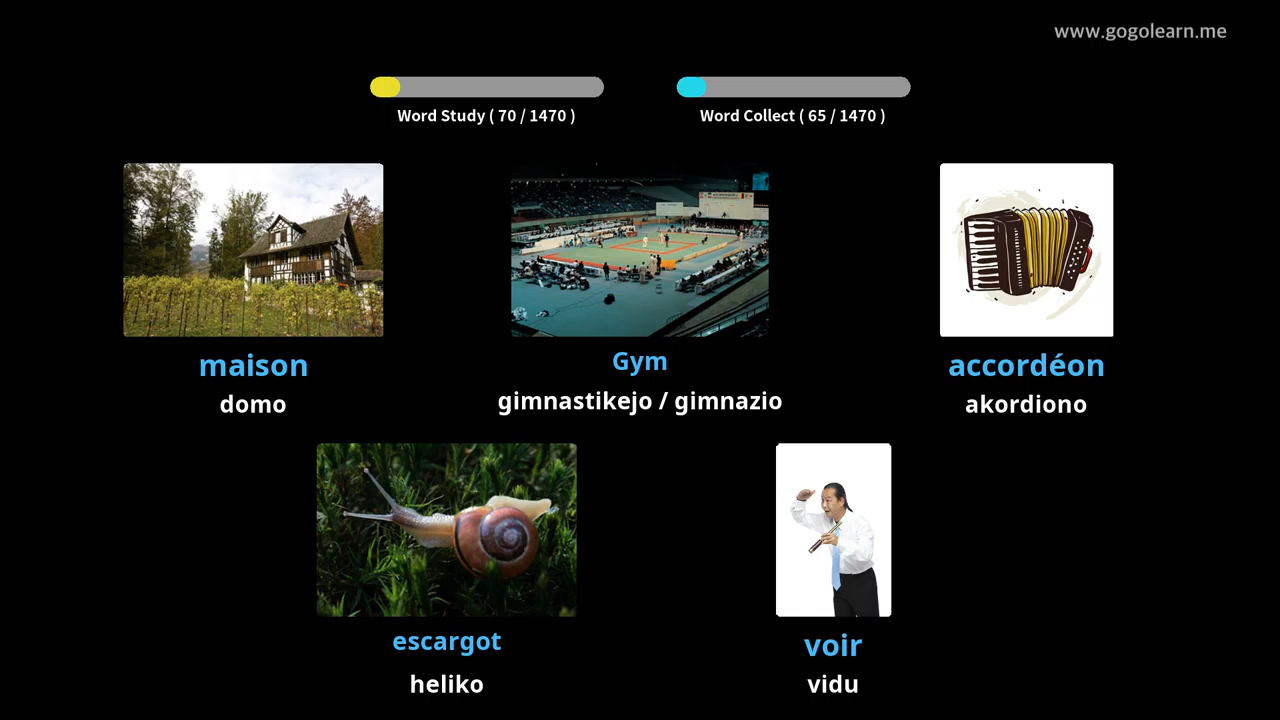 www.gogolearn.me
Word Study ( 70 / 1470 )
Word Collect ( 65 / 1470 )
maison
domo
Gym
gimnastikejo / gimnazio
accordéon
akordiono
escargot
heliko
voir
vidu